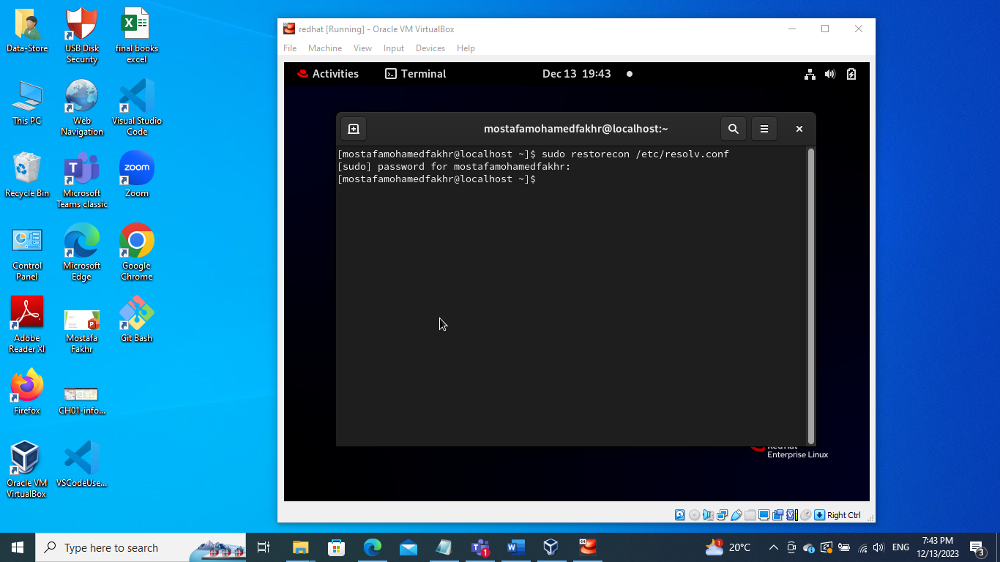 Data-Store
USB Disk
Security
final books
excel
This PC
Web
Navigation
Visual Studio
Code
Recycle Bin
Microsoft
Teams classic
zoom
Zoom
Control
Panel
Microsoft
Edge
Google
Chrome
Adobe
Reader XI
Mostafa
Fakhr
Git Bash
Firefox
CH01-info...
Oracle VM
VirtualBox
VSCodeUse...
redhat [Running] - Oracle VM VirtualBox
File Machine View Input Devices Help
Activities Terminal Dec 13 19:43
mostafamohamedfakhr@localhost:~
[mostafamohamedfakhr@localhost ~]$ sudo restorecon /etc/resolv.conf
[sudo] password for mostafamohamedfakhr:
[mostafamohamedfakhr@localhost ~]$
Enterprise Linux
Right Ctrl
Type here to search
1
1
20°C
ENG
7:43 PM
12/13/2023
3